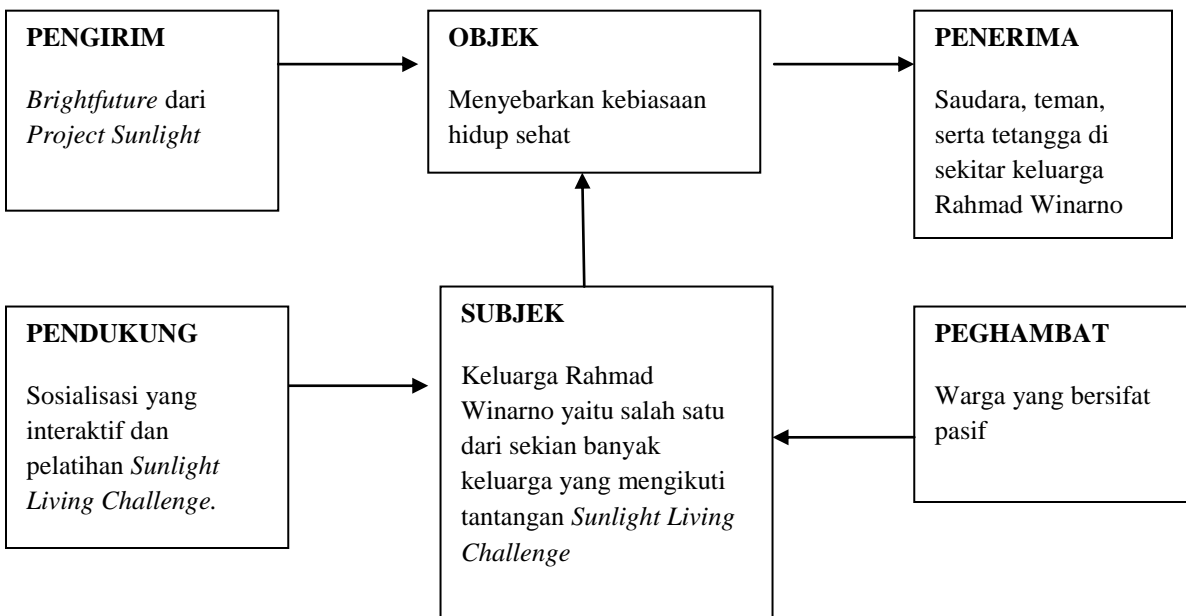 PENGIRIM
Brightfuture dari
Project Sunlight
OBJEK
Menyebarkan kebiasaan
hidup sehat
PENERIMA
Saudara, teman,
serta tetangga di
sekitar keluarga
Rahmad Winarno
PENDUKUNG
Sosialisasi yang
interaktif dan
pelatihan Sunlight
Living Challenge.
SUBJEK
Keluarga Rahmad
Winarno yaitu salah satu
dari sekian banyak
keluarga yang mengikuti
tantangan Sunlight Living
Challenge
PEGHAMBAT
Warga yang bersifat
pasif